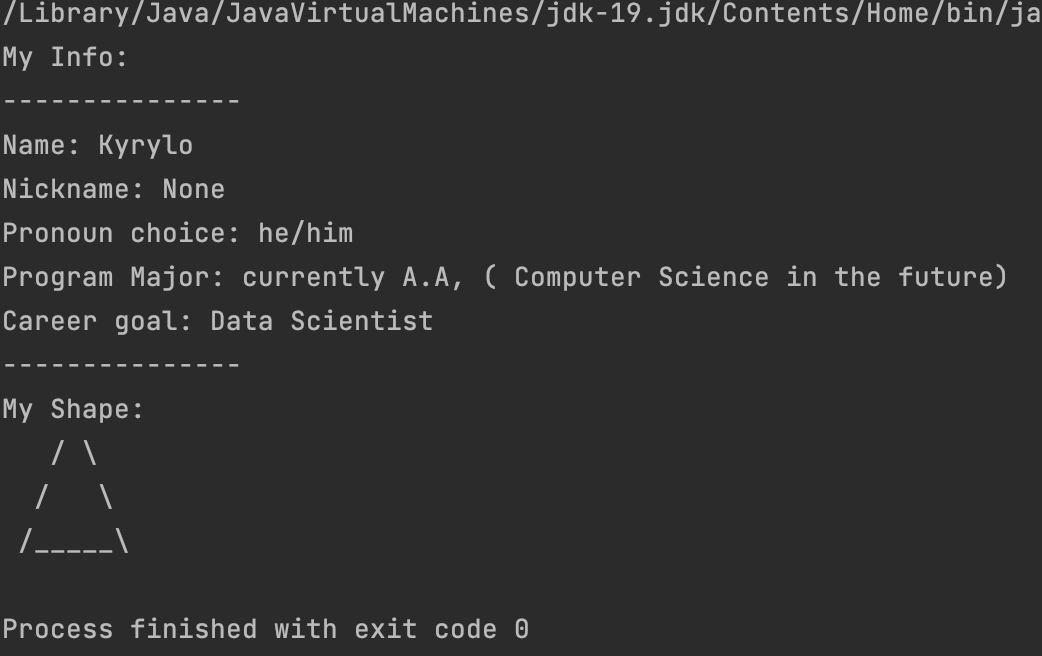 /Library/Java/JavaVirtualMachines/jdk-19.jdk/Contents/Home/bin/ja
My Info:
---------------
Name: Kyrylo
Nickname: None
Pronoun choice: he/him
Program Major: currently A.A, ( Computer Science in the future)
Career goal: Data Scientist
---------------
My Shape:
   / \
  /   \
 /_____\
Process finished with exit code 0